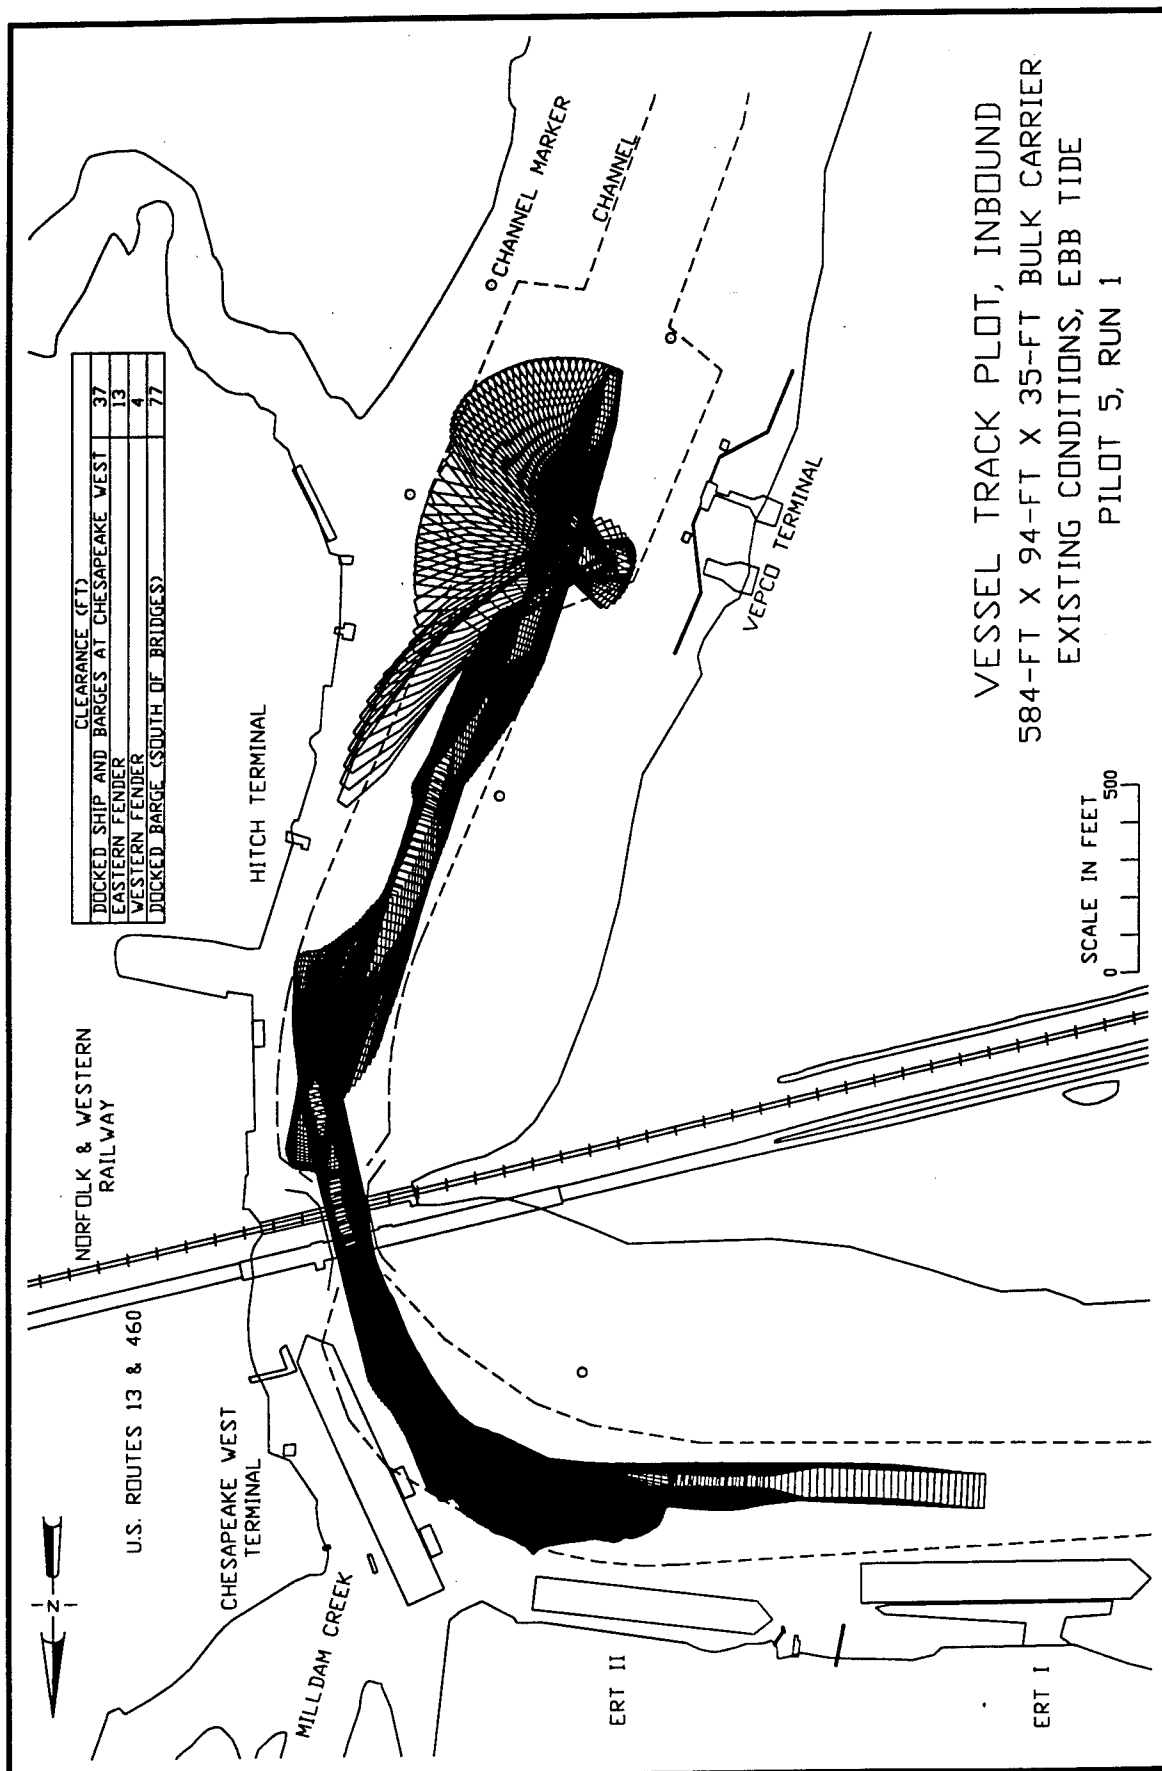 CLEARANCE (FT)
DOCKED SHIP AND BARGES AT CHESAPEAKE WEST 37
EASTERN FENDER 13
WESTERN FENDER 4
DOCKED BARGE (SOUTH OF BRIDGES) 77
N
U.S. ROUTES 13 & 460
NORFOLK & WESTERN
RAILWAY
HITCH TERMINAL
CHANNEL MARKER
CHANNEL
CHESAPEAKE WEST
TERMINAL
MILLDAM CREEK
VEPCO TERMINAL
ERT II
ERT I
SCALE IN FEET
0 500
VESSEL TRACK PLOT, INBOUND
584-FT X 94-FT X 35-FT BULK CARRIER
EXISTING CONDITIONS, EBB TIDE
PILOT 5, RUN 1